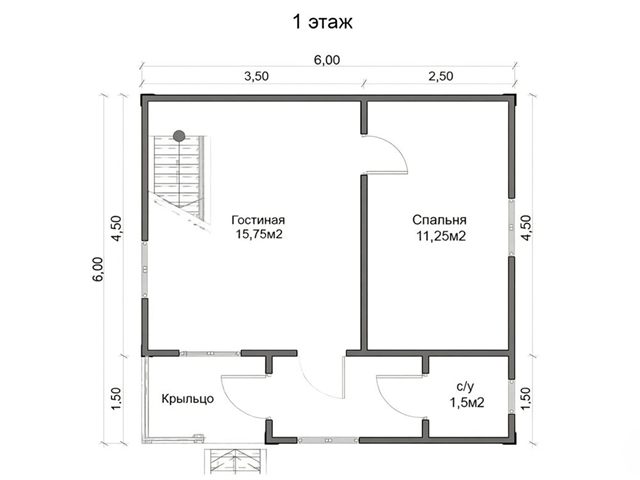 1 этаж
6,00
3,50
2,50
4,50
6,00
1.50
Гостиная
15,75м2
Спальня
11,25м2
4,50
Крыльцо
с/у
1,5м2
1,50